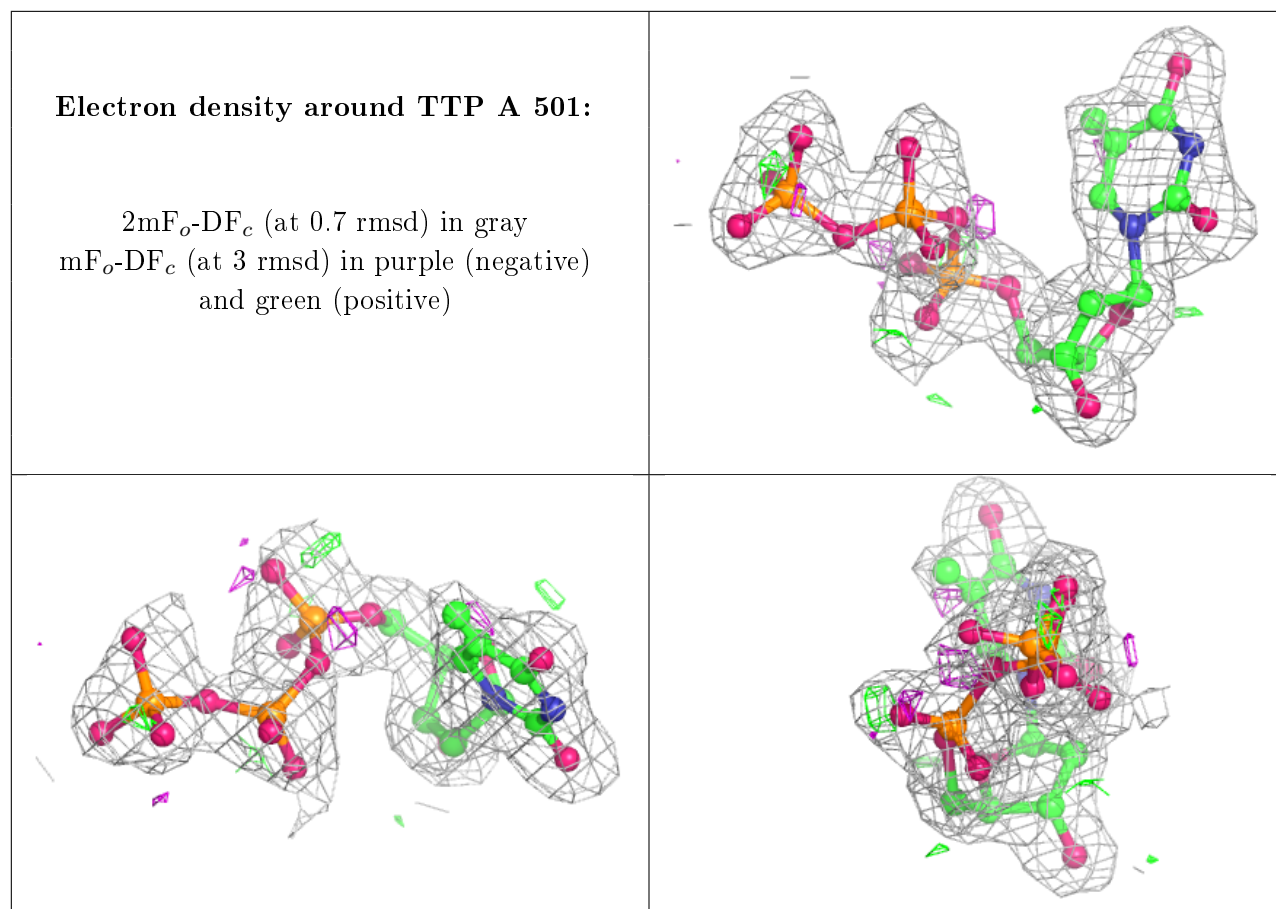 Electron density around TTP A 501:
2mFo-DFc (at 0.7 rmsd) in gray
mFo-DFc (at 3 rmsd) in purple (negative)
and green (positive)